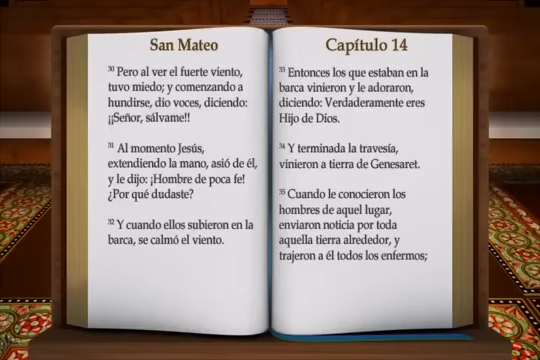 San Mateo
30 Pero al ver el fuerte viento,
tuvo miedo; y comenzando a
hundirse, dio voces, diciendo:
¡¡Señor, sálvame!!
31 Al momento Jesús,
extendiendo la mano, asió de él,
y le dijo: ¡Hombre de poca fe!
¿Por qué dudaste?
32 Y cuando ellos subieron en la
barca, se calmó el viento.
Capítulo 14
33 Entonces los que estaban en la
barca vinieron y le adoraron,
diciendo: Verdaderamente eres
Hijo de Dios.
34 Y terminada la travesía,
vinieron a tierra de Genesaret.
35 Cuando le conocieron los
hombres de aquel lugar,
enviaron noticia por toda
aquella tierra alrededor, y
trajeron a él todos los enfermos;